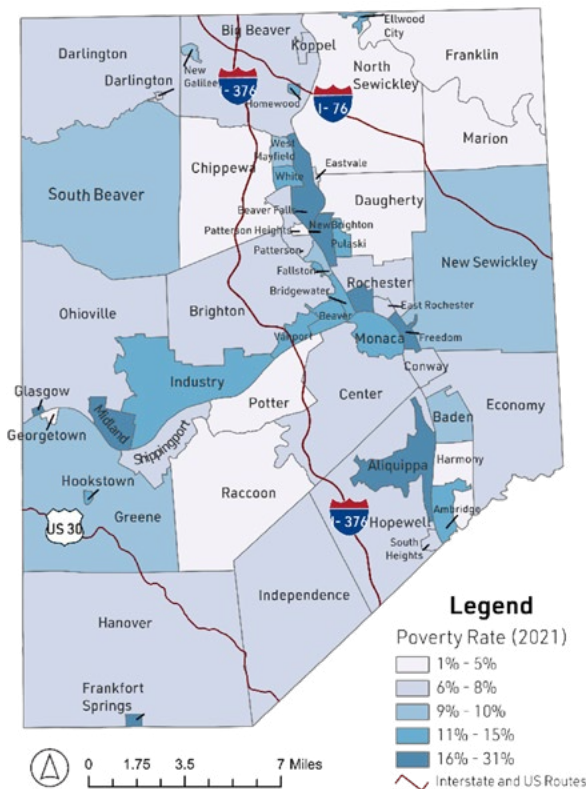 Ellwood
City
Big Beaver
Koppel
Darlington
Franklin
North
Sewickley
New
Galilee
Darlington
I-376
Homewood
I-76
Marion
West
Mayfield
Chippewa
Eastvale
White
South Beaver
Daugherty
Beaver Falls
Patterson Heights
NewBrighton
Pulaski
Patterson
New Sewickley
Fallston
Rochester
Bridgewater
East Rochester
Ohioville
Brighton
Beaver
Vanport
Monaca
Freedom
Conway
Industry
Center
Economy
Glasgow
Potter
Baden
Midland
Georgetown
Shippingport
Harmony
Aliquippa
Hookstown
Raccoon
Ambridge
US 30
Greene
I-376
Hopewell
South
Heights
Independence
Hanover
Frankfort
Springs
Legend
Poverty Rate (2021)
1% - 5%
6% - 8%
9% - 10%
11% - 15%
16% - 31%
Interstate and US Routes
0 1.75 3.5 7 Miles